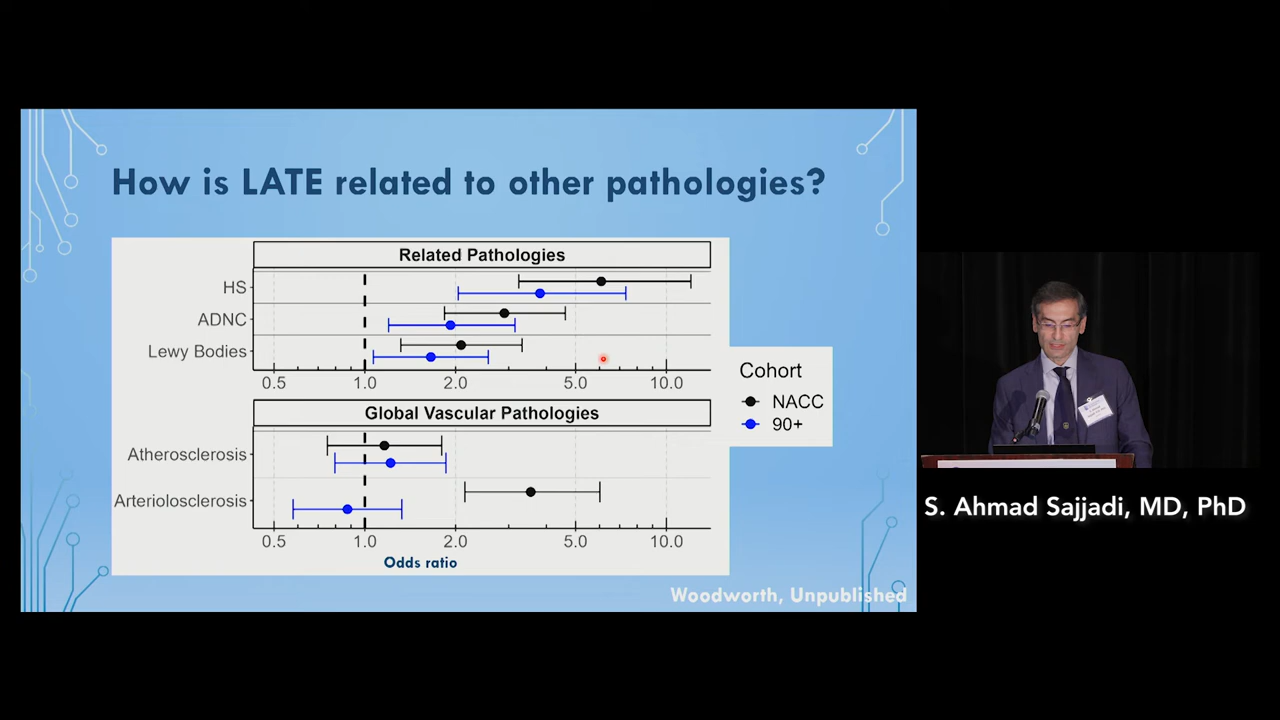 How is LATE related to other pathologies?
Related Pathologies
HS
ADNC
Lewy Bodies
0.5 1.0 2.0 5.0 10.0
Global Vascular Pathologies
Atherosclerosis
Arteriolosclerosis
0.5 1.0 2.0 5.0 10.0
Odds ratio
Cohort
NACC
90+
Woodworth, Unpublished
S. Ahmad Sajjadi, MD, PhD